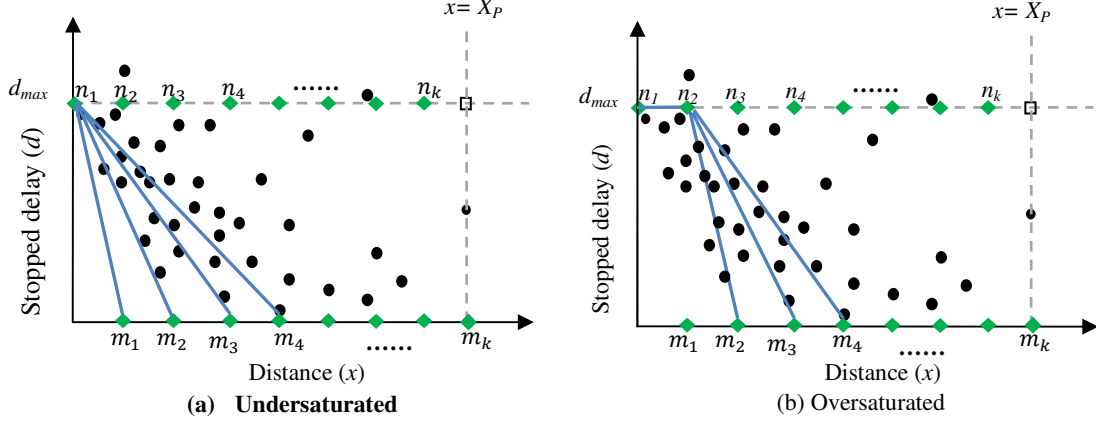 x= X_P
d_max
n_1 n_2 n_3 n_4 ...... n_k
Stopped delay (d)
m_1 m_2 m_3 m_4 ...... m_k
Distance (x)
(a) Undersaturated
x= X_P
d_max
n_1 n_2 n_3 n_4 ...... n_k
Stopped delay (d)
m_1 m_2 m_3 m_4 ...... m_k
Distance (x)
(b) Oversaturated